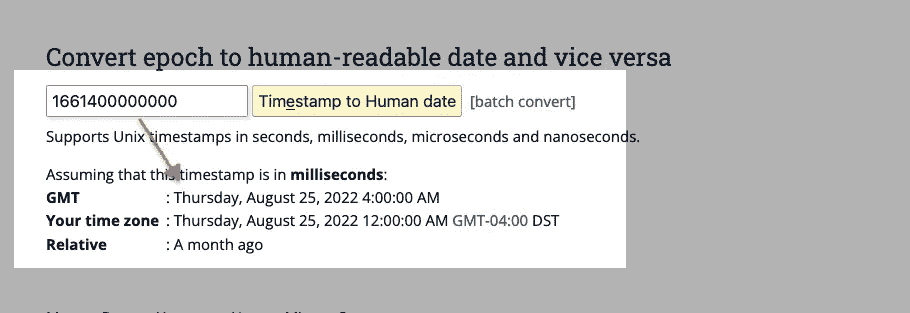 Convert epoch to human-readable date and vice versa
1661400000000 Timestamp to Human date [batch convert]
Supports Unix timestamps in seconds, milliseconds, microseconds and nanoseconds.
Assuming that this timestamp is in milliseconds:
GMT : Thursday, August 25, 2022 4:00:00 AM
Your time zone : Thursday, August 25, 2022 12:00:00 AM GMT-04:00 DST
Relative : A month ago